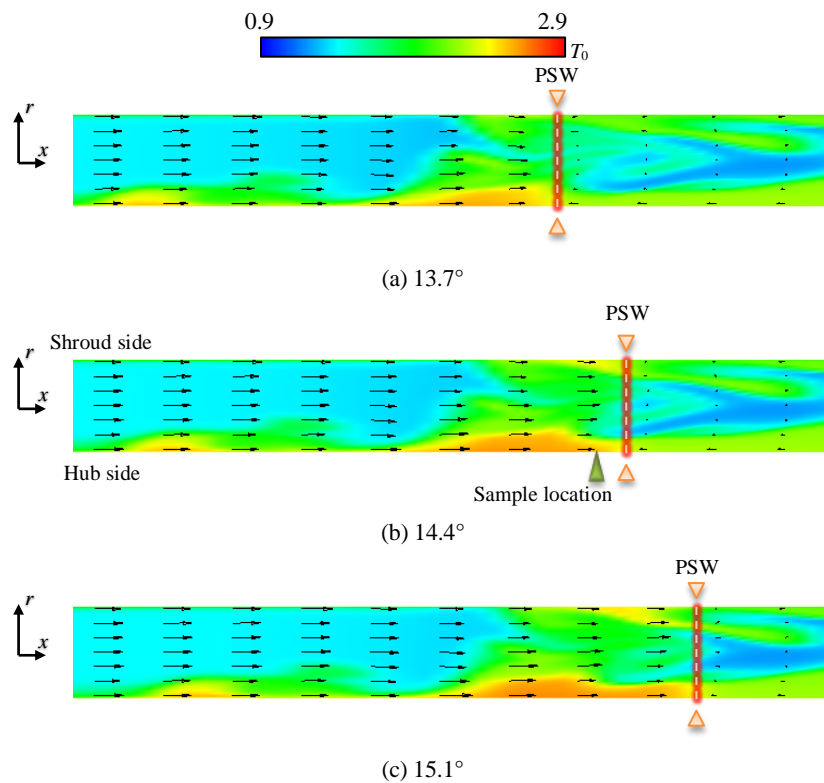 0.9 2.9
T₀
PSW
r
x
(a) 13.7°
PSW
Shroud side
r
x
Hub side
Sample location
(b) 14.4°
PSW
r
x
(c) 15.1°